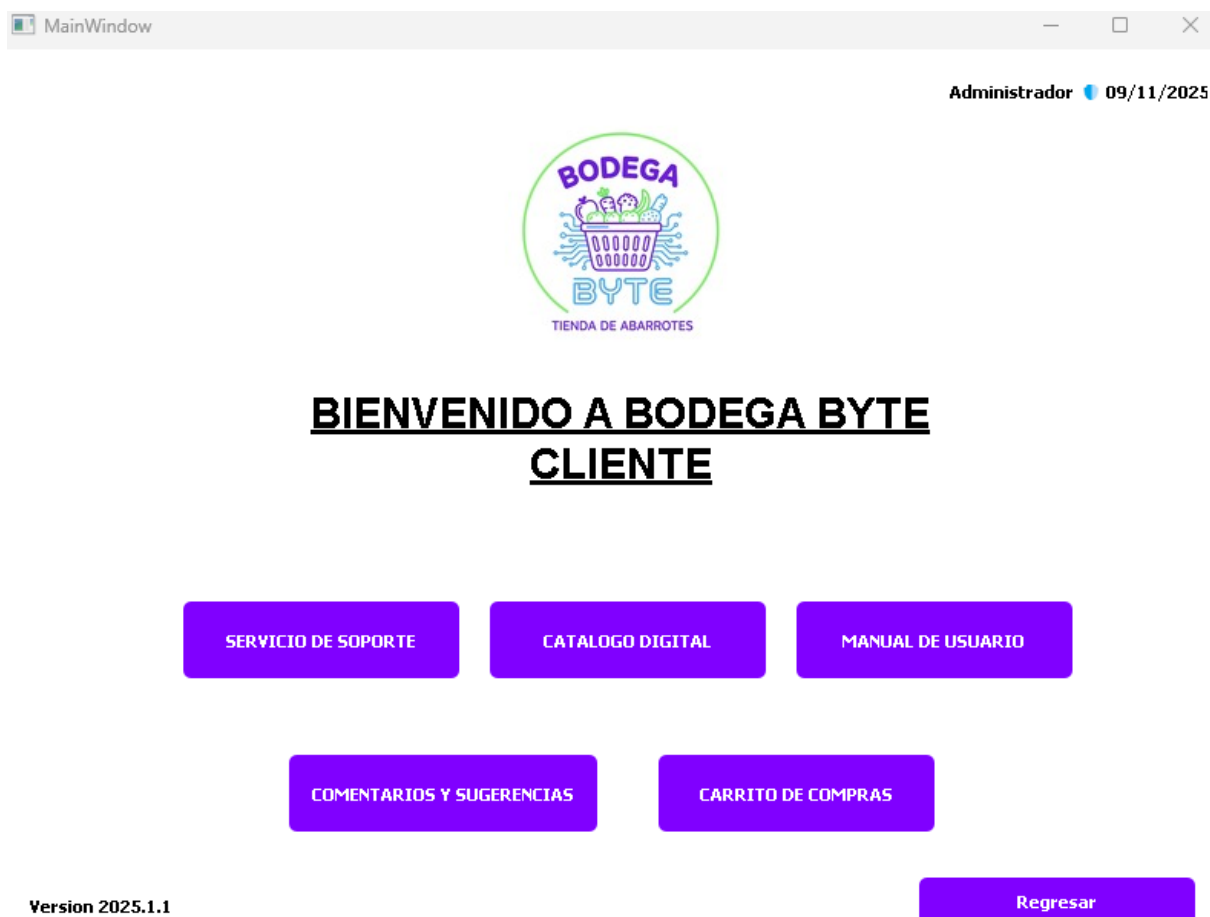 MainWindow
Administrador 09/11/2025
BODEGA
BYTE
TIENDA DE ABARROTES
BIENVENIDO A BODEGA BYTE
CLIENTE
SERVICIO DE SOPORTE
CATALOGO DIGITAL
MANUAL DE USUARIO
COMENTARIOS Y SUGERENCIAS
CARRITO DE COMPRAS
Version 2025.1.1
Regresar